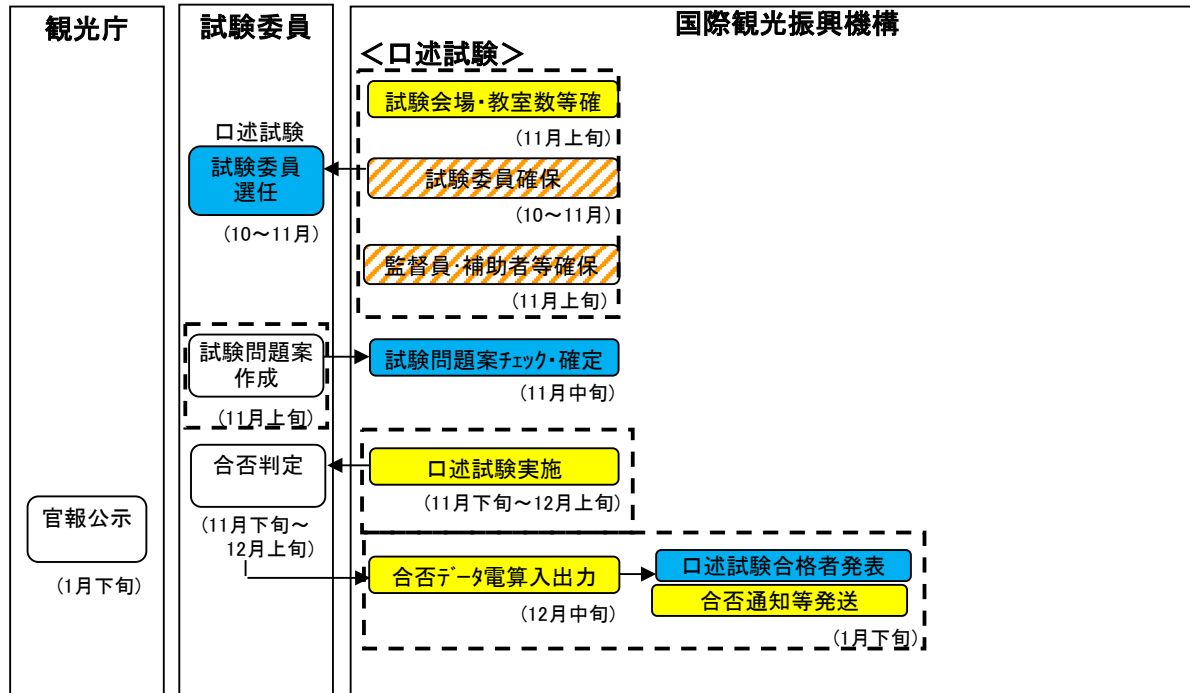 観光庁
試験委員
国際観光振興機構
＜口述試験＞
試験会場・教室数等確
(11月上旬)
口述試験
試験委員
選任
(10～11月)
試験委員確保
(10～11月)
監督員・補助者等確保
(11月上旬)
試験問題案
作成
(11月上旬)
試験問題案ﾁｪｯｸ・確定
(11月中旬)
合否判定
(11月下旬～
12月上旬)
口述試験実施
(11月下旬～12月上旬)
官報公示
(1月下旬)
合否ﾃﾞｰﾀ電算入出力
(12月中旬)
口述試験合格者発表
合否通知等発送
(1月下旬)